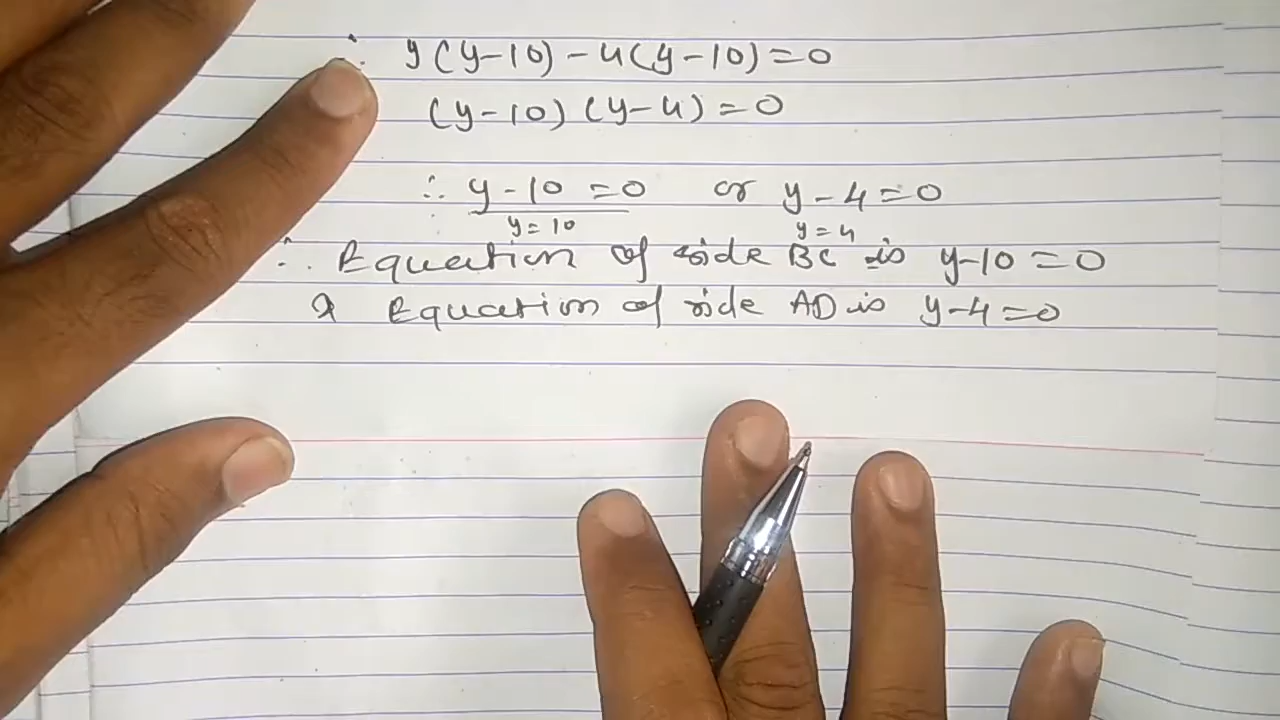 ∴ y(y-10) - 4(y-10) = 0
(y-10) (y-4) = 0
∴ y - 10 = 0 or y - 4 = 0
y = 10 y = 4
∴ Equation of side BC is y-10 = 0
& Equation of side AD is y-4 = 0